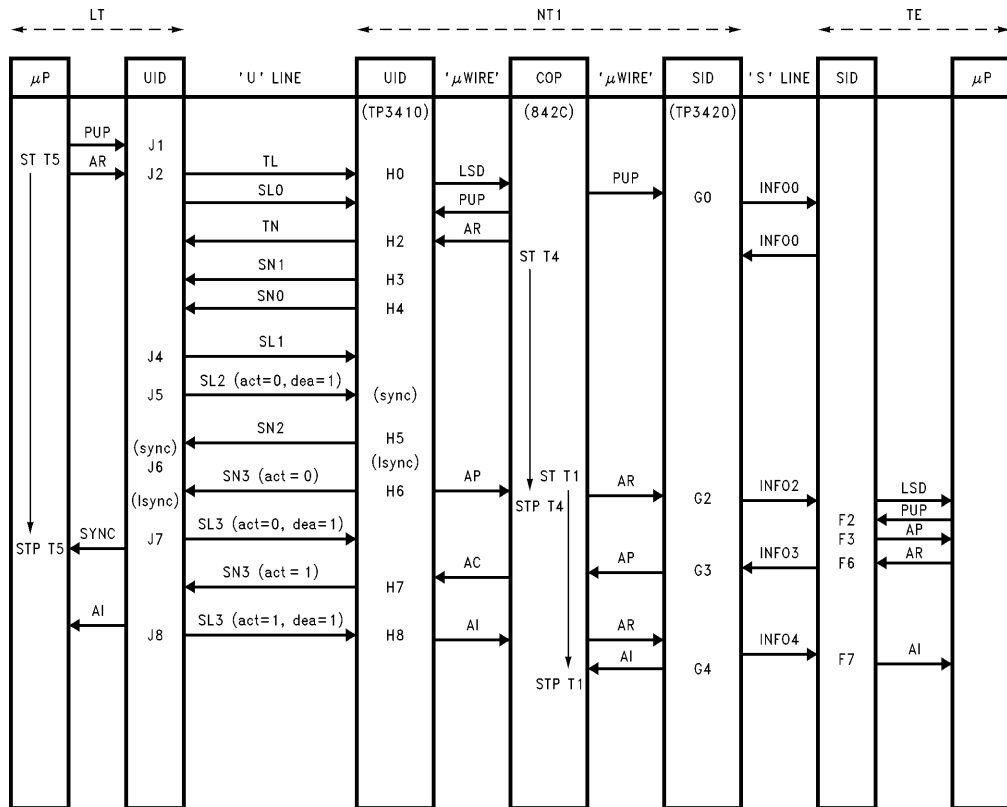 LT NT1 TE
μP UID 'U' LINE UID 'μWIRE' COP 'μWIRE' SID 'S' LINE SID μP
(TP3410) (842C) (TP3420)
PUP J1
ST T5 AR J2 TL H0 LSD PUP
SL0 PUP G0 INFO0
TN H2 AR INFO0
ST T4
SN1 H3
SN0 H4
J4 SL1
J5 SL2 (act=0, dea=1) (sync)
SN2 H5
(sync) (lsync)
J6 SN3 (act = 0) H6 AP ST T1 AR G2 INFO2 LSD
(lsync) STP T4 PUP
SL3 (act=0, dea=1) F2
SYNC J7 F3 AP
STP T5 AR
SN3 (act = 1) H7 AC AP G3 INFO3 F6
AI SL3 (act=1, dea=1) AI AR
J8 H8 INFO4
AI G4 F7 AI
STP T1